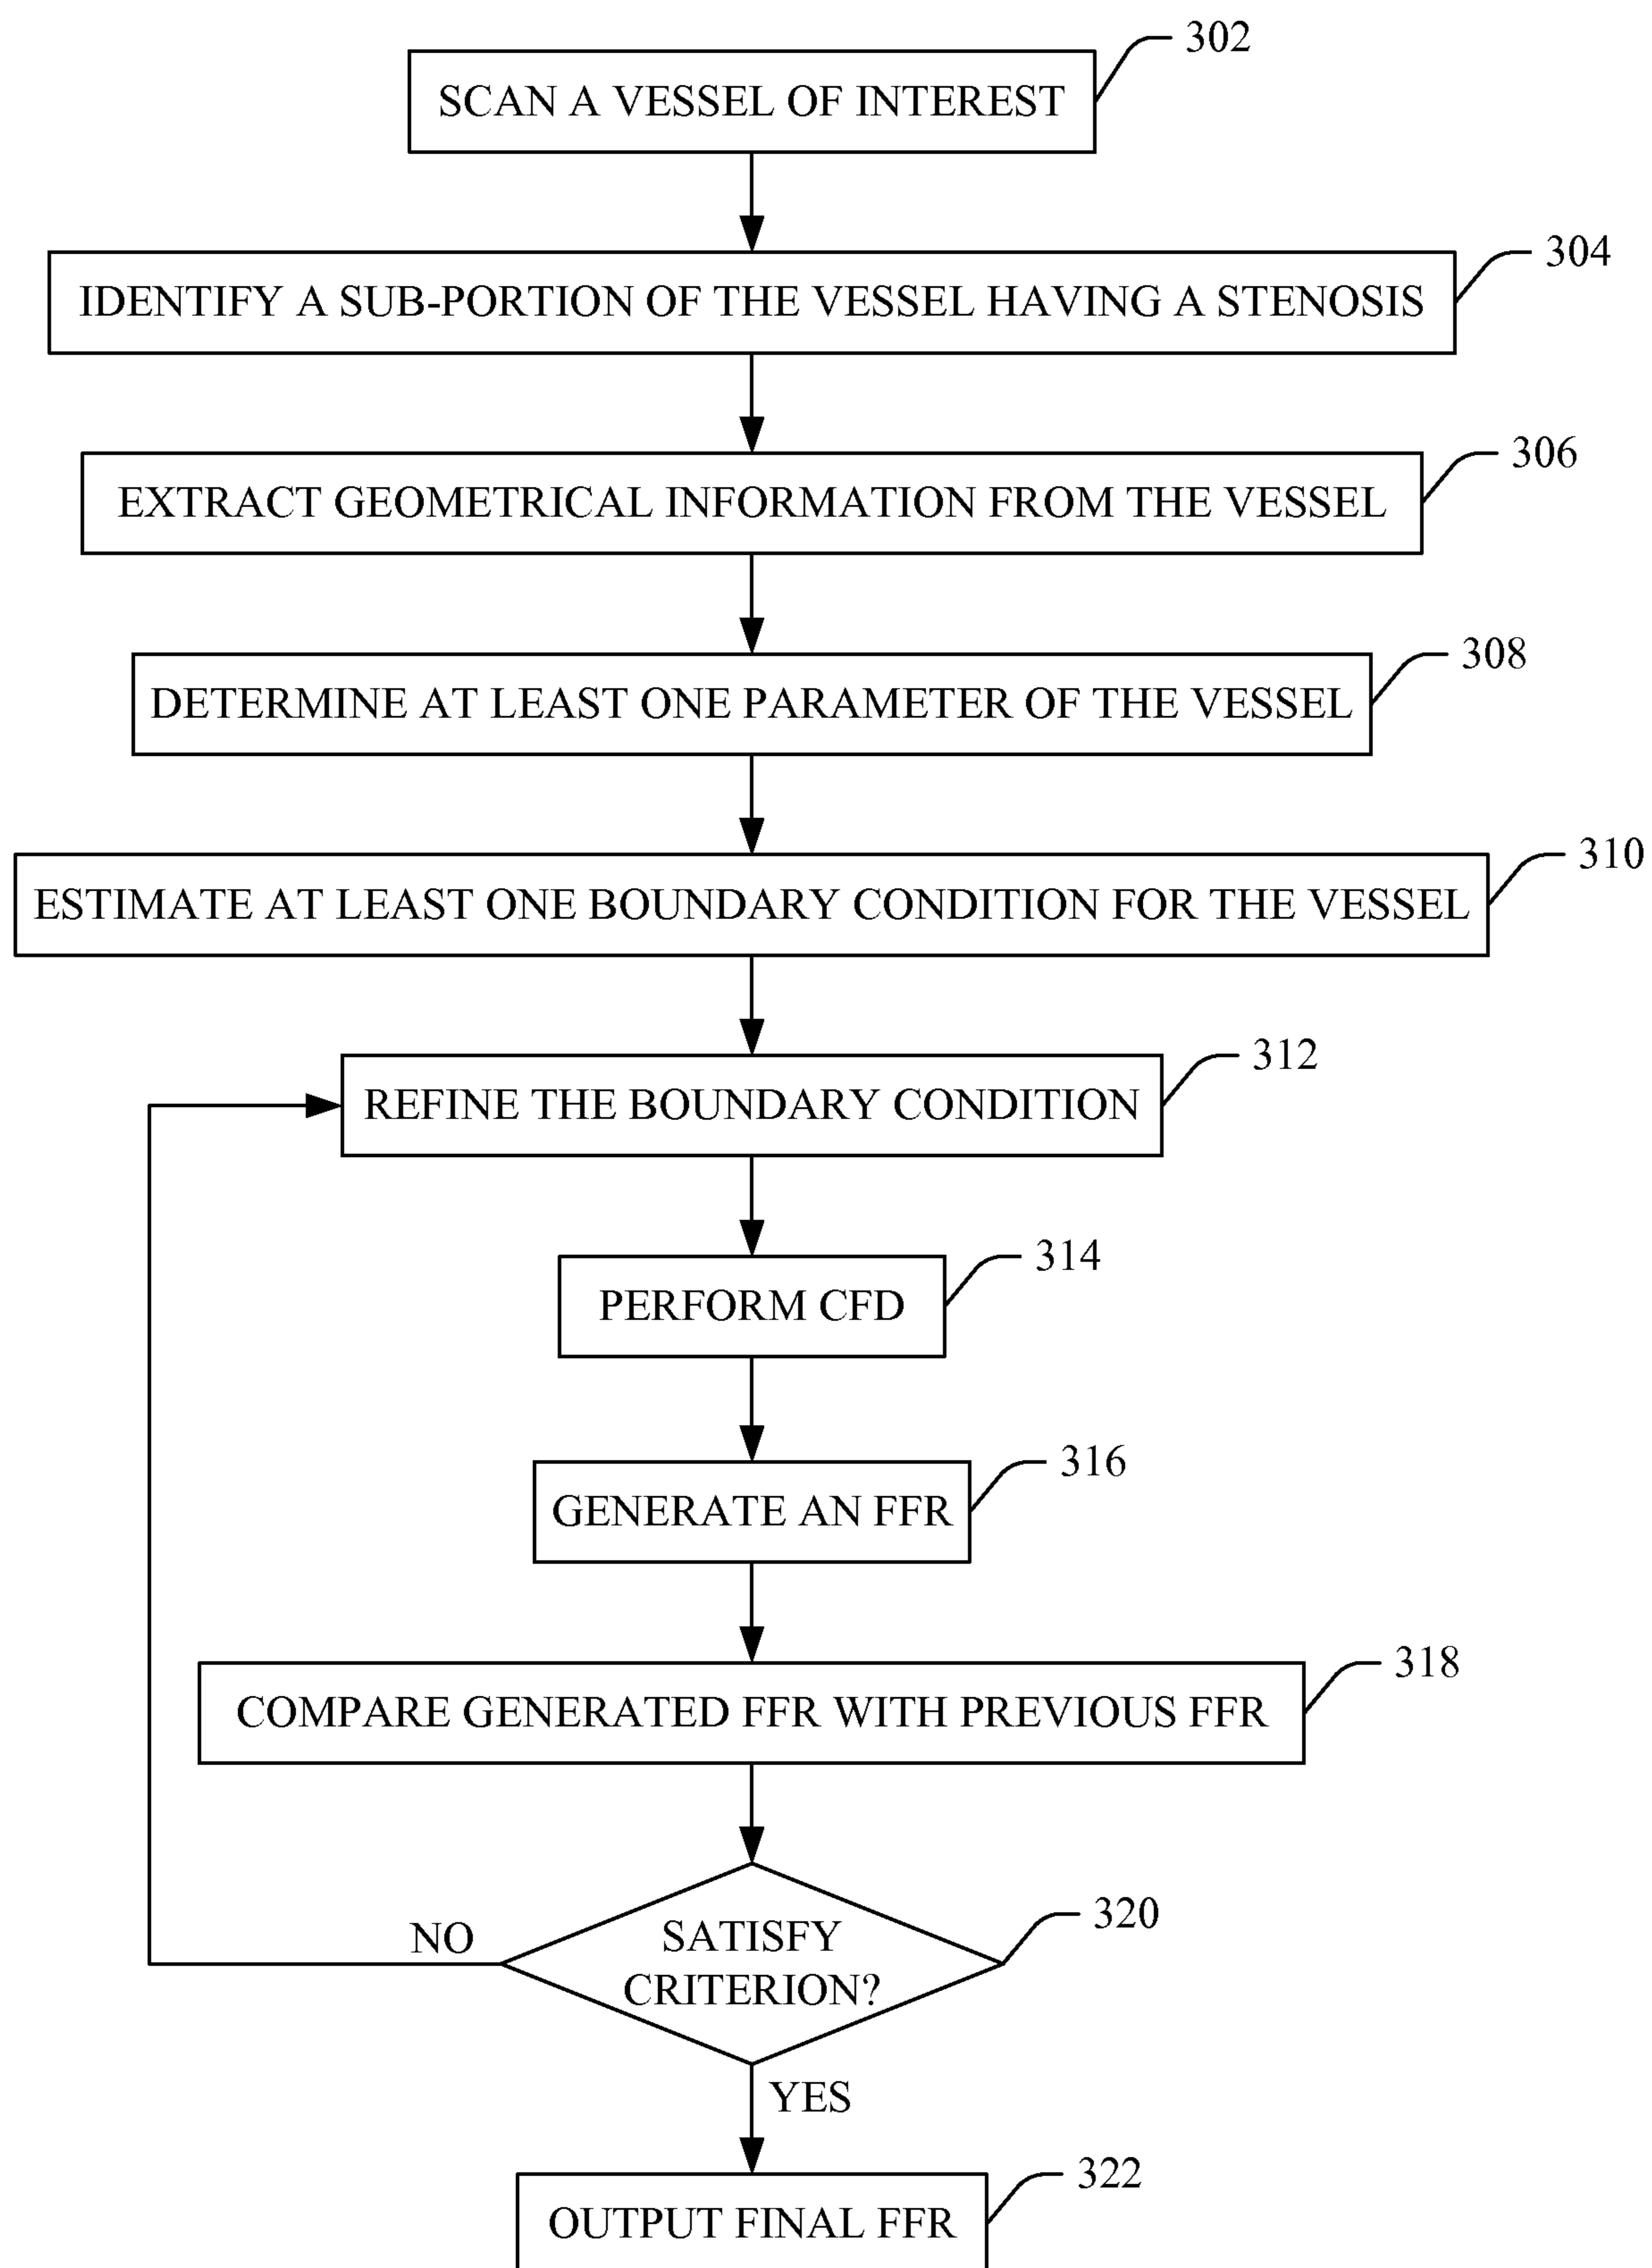 302
SCAN A VESSEL OF INTEREST
304
IDENTIFY A SUB-PORTION OF THE VESSEL HAVING A STENOSIS
306
EXTRACT GEOMETRICAL INFORMATION FROM THE VESSEL
308
DETERMINE AT LEAST ONE PARAMETER OF THE VESSEL
310
ESTIMATE AT LEAST ONE BOUNDARY CONDITION FOR THE VESSEL
312
REFINE THE BOUNDARY CONDITION
314
PERFORM CFD
316
GENERATE AN FFR
318
COMPARE GENERATED FFR WITH PREVIOUS FFR
320
NO
SATISFY
CRITERION?
YES
322
OUTPUT FINAL FFR